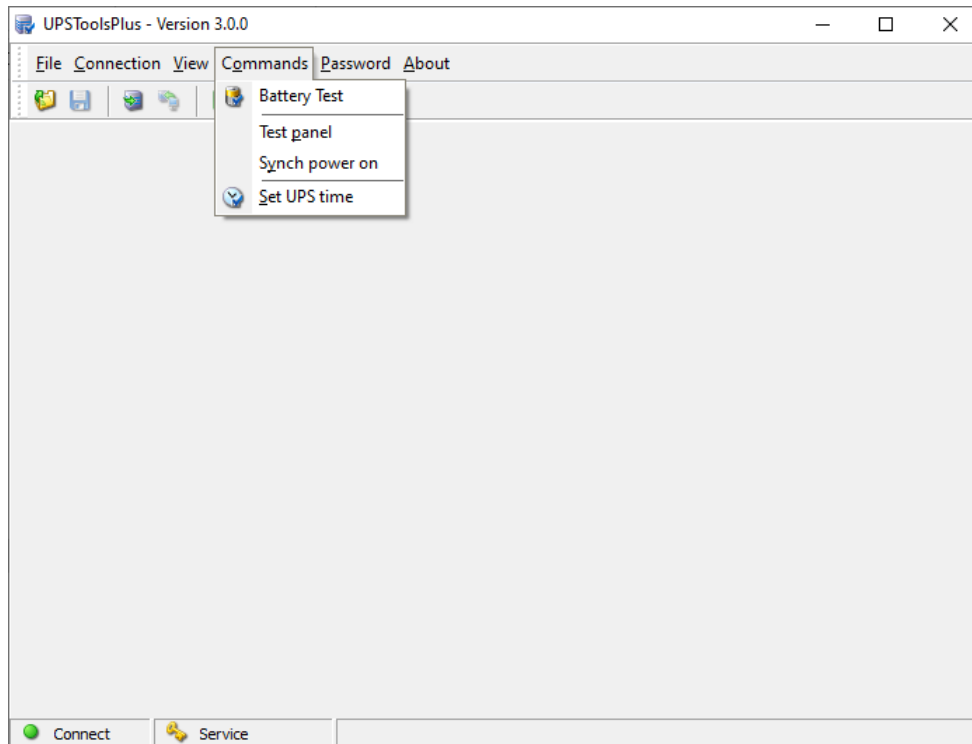 UPSToolsPlus - Version 3.0.0
File Connection View Commands Password About
Battery Test
Test panel
Synch power on
Set UPS time
Connect Service